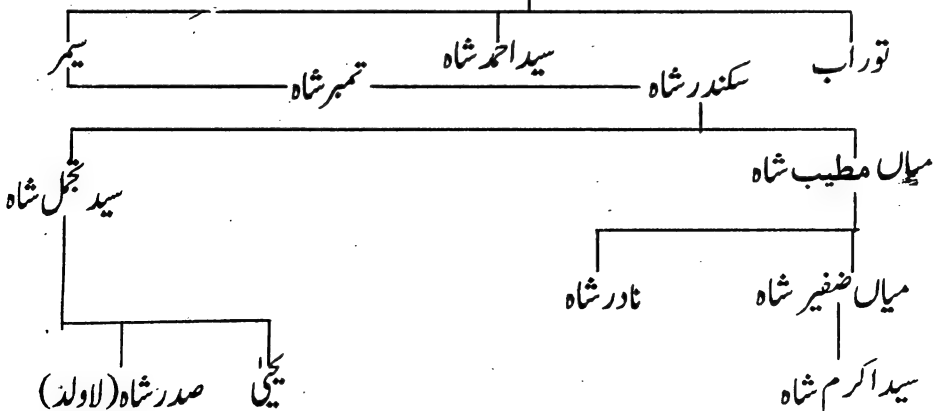 توراب سید احمد شاہ سیمر
سکندر شاہ تمبر شاہ
میاں مطیب شاہ سید تجمل شاہ
میاں ضفیر شاہ نادر شاہ
سید اکرم شاہ یحییٰ صدر شاہ (لاولد)